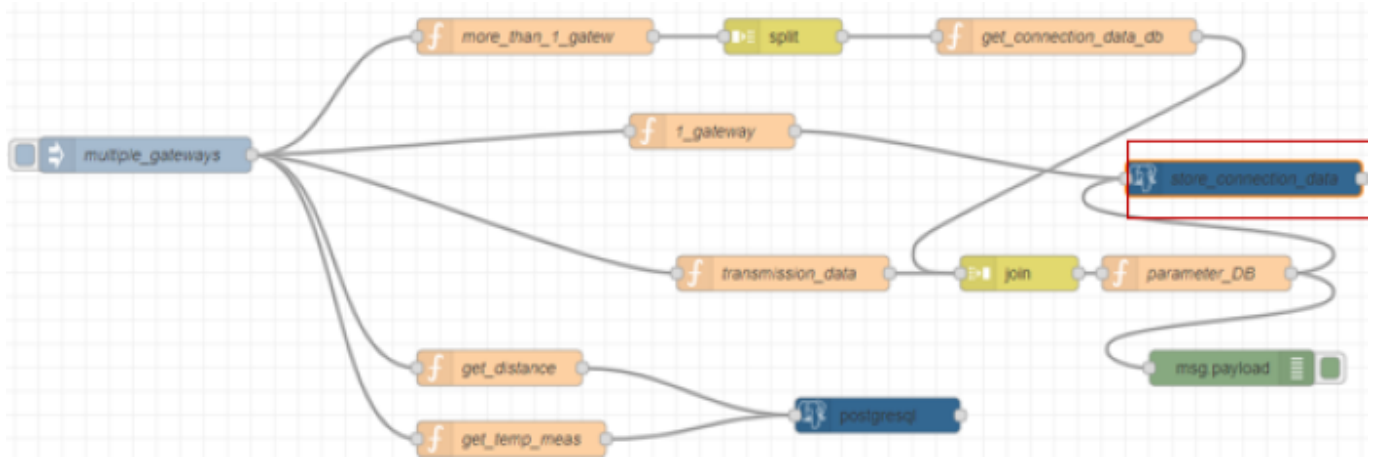 more_than_1_gatew
split
get_connection_data_db
1_gateway
multiple_gateways
store_connection_data
transmission_data
join
parameter_DB
get_distance
msg.payload
postgresql
get_temp_meas